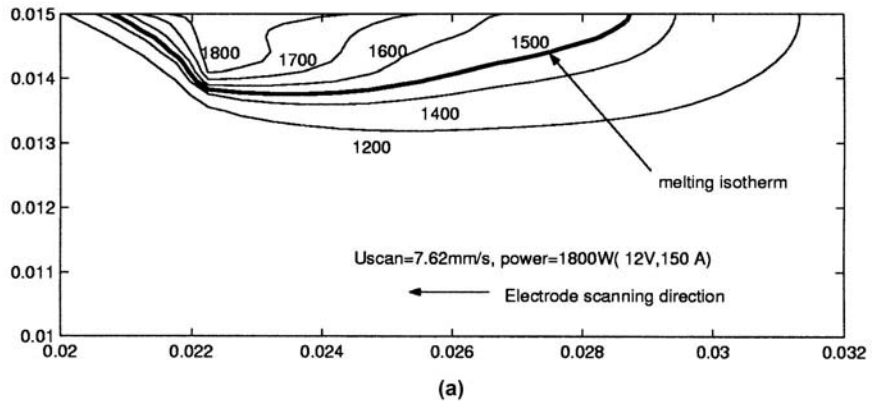 0.015
1800
1700
1600
1500
0.014
1400
0.013
1200
melting isotherm
0.012
Uscan=7.62mm/s, power=1800W( 12V,150 A)
0.011
Electrode scanning direction
0.01
0.02 0.022 0.024 0.026 0.028 0.03 0.032
(a)